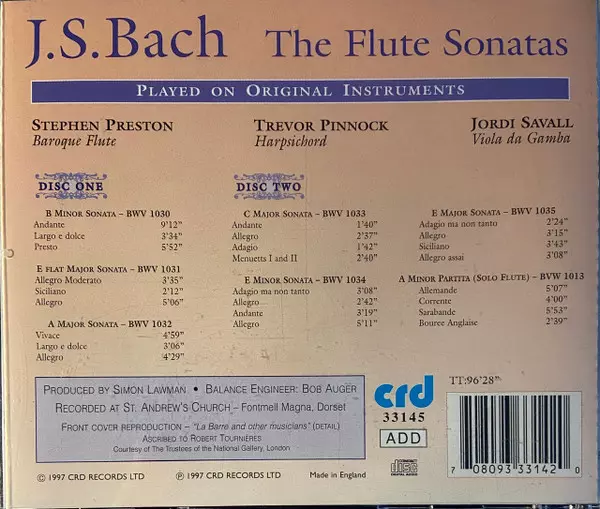 J.S.Bach The Flute Sonatas
PLAYED ON ORIGINAL INSTRUMENTS
STEPHEN PRESTON
Baroque Flute
TREVOR PINNOCK
Harpsichord
JORDI SAVALL
Viola da Gamba
DISC ONE
B MINOR SONATA – BWV 1030
Andante 9'12"
Largo e dolce 3'34"
Presto 5'52"
E FLAT MAJOR SONATA – BWV 1031
Allegro Moderato 3'35"
Siciliano 2'12"
Allegro 5'06"
A MAJOR SONATA – BWV 1032
Vivace 4'59"
Largo e dolce 3'06"
Allegro 4'29"
DISC TWO
C MAJOR SONATA – BWV 1033
Andante 1'40"
Allegro 2'37"
Adagio 1'42"
Menuetts I and II 2'40"
E MINOR SONATA – BWV 1034
Adagio ma non tanto 3'08"
Allegro 2'42"
Andante 3'19"
Allegro 5'11"
E MAJOR SONATA – BWV 1035
Adagio ma non tanto 2'24"
Allegro 3'15"
Siciliano 3'43"
Allegro assai 3'08"
A MINOR PARTITA (SOLO FLUTE) – BVW 1013
Allemande 5'07"
Corrente 4'00"
Sarabande 5'53"
Bouree Anglaise 2'39"
PRODUCED BY SIMON LAWMAN • BALANCE ENGINEER: BOB AUGER
RECORDED AT ST. ANDREW'S CHURCH – Fontmell Magna, Dorset
FRONT COVER REPRODUCTION – "La Barre and other musicians" (DETAIL)
ASCRIBED TO ROBERT TOURNIÈRES
Courtesy of The Trustees of the National Gallery, London
crd
33145
ADD
TT:96'28"
COMPACT
disc
DIGITAL AUDIO
7 08093 33142 0
© 1997 CRD RECORDS LTD
℗ 1997 CRD RECORDS LTD
Made in England